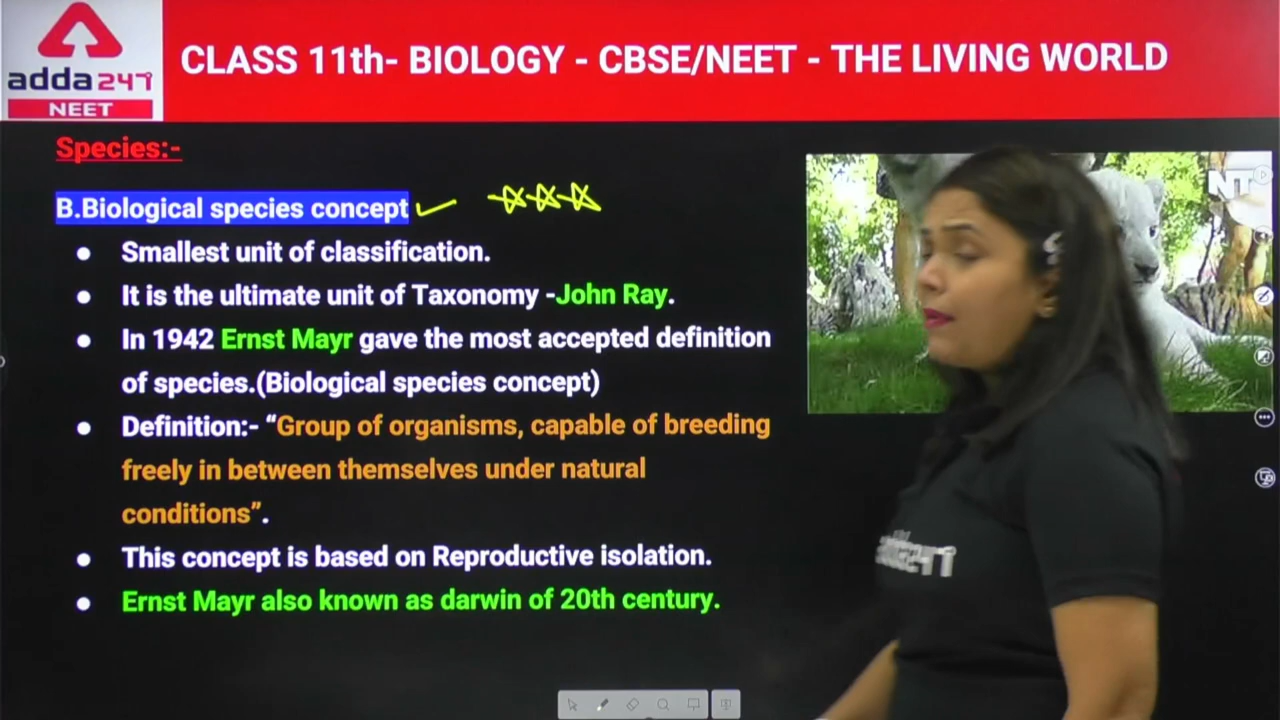 adda247
NEET
CLASS 11th- BIOLOGY - CBSE/NEET - THE LIVING WORLD
Species:-
B.Biological species concept
● Smallest unit of classification.
● It is the ultimate unit of Taxonomy -John Ray.
● In 1942 Ernst Mayr gave the most accepted definition
of species.(Biological species concept)
● Definition:- “Group of organisms, capable of breeding
freely in between themselves under natural
conditions”.
● This concept is based on Reproductive isolation.
● Ernst Mayr also known as darwin of 20th century.
NT
adda247